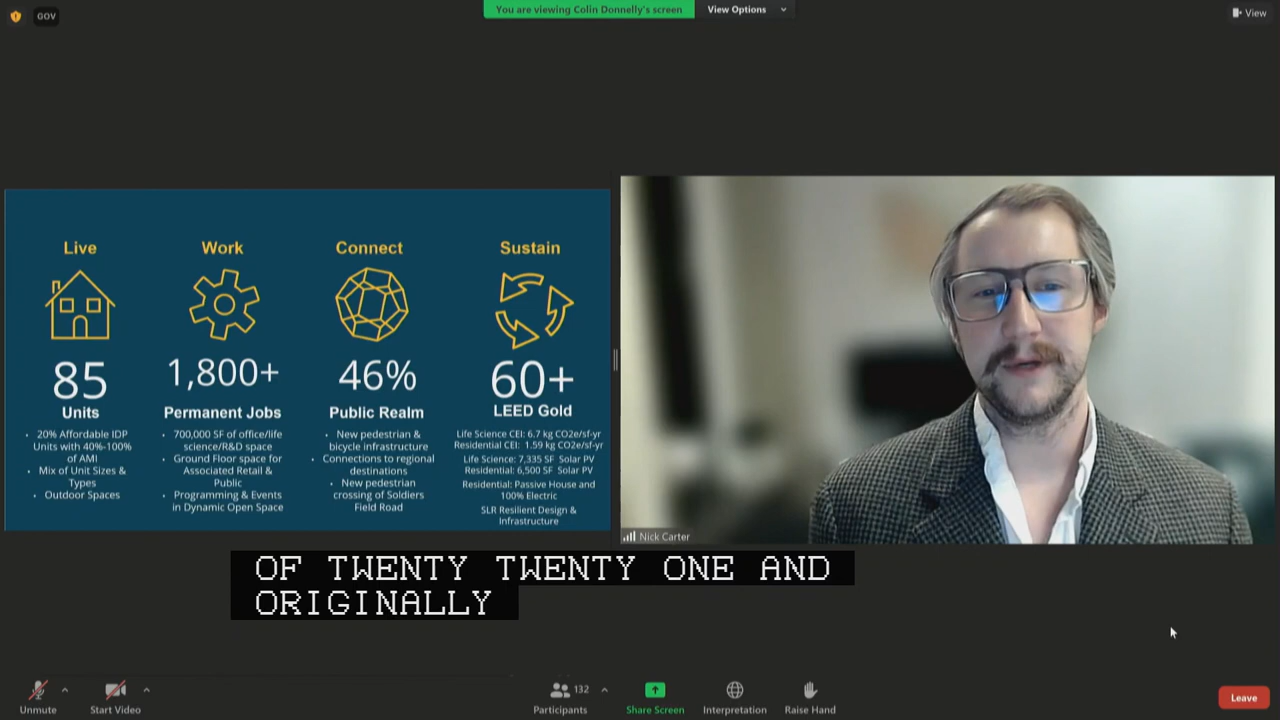 GOV
You are viewing Colin Donnelly's screen
View Options
View
Live
Work
Connect
Sustain
85
1,800+
46%
60+
Units
Permanent Jobs
Public Realm
LEED Gold
• 20% Affordable IDP
Units with 40%-100%
of AMI
• Mix of Unit Sizes &
Types
• Outdoor Spaces
• 700,000 SF of office/life
science/R&D space
• Ground Floor space for
Associated Retail &
Public
• Programming & Events
in Dynamic Open Space
• New pedestrian &
bicycle infrastructure
• Connections to regional
destinations
• New pedestrian
crossing of Soldiers
Field Road
Life Science CEI: 6.7 kg CO2e/sf-yr
Residential CEI: 1.59 kg CO2e/sf-yr
Life Science: 7,335 SF Solar PV
Residential: 6,500 SF Solar PV
Residential: Passive House and
100% Electric
SLR Resilient Design &
Infrastructure
Nick Carter
OF TWENTY TWENTY ONE AND
ORIGINALLY
Unmute
Start Video
132
Participants
Share Screen
Interpretation
Raise Hand
Leave